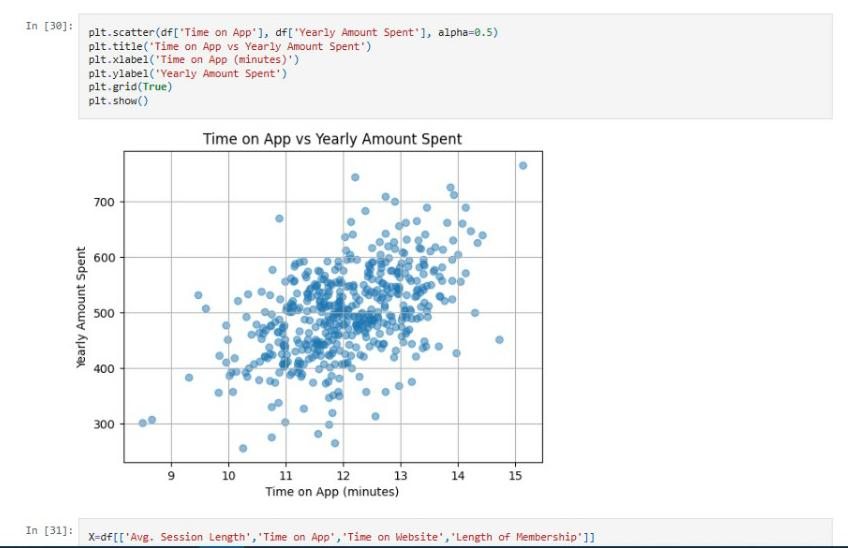 In [30]:
plt.scatter(df['Time on App'], df['Yearly Amount Spent'], alpha=0.5)
plt.title('Time on App vs Yearly Amount Spent')
plt.xlabel('Time on App (minutes)')
plt.ylabel('Yearly Amount Spent')
plt.grid(True)
plt.show()
Time on App vs Yearly Amount Spent
Yearly Amount Spent
700
600
500
400
300
9 10 11 12 13 14 15
Time on App (minutes)
In [31]:
X=df[['Avg. Session Length','Time on App','Time on Website','Length of Membership']]